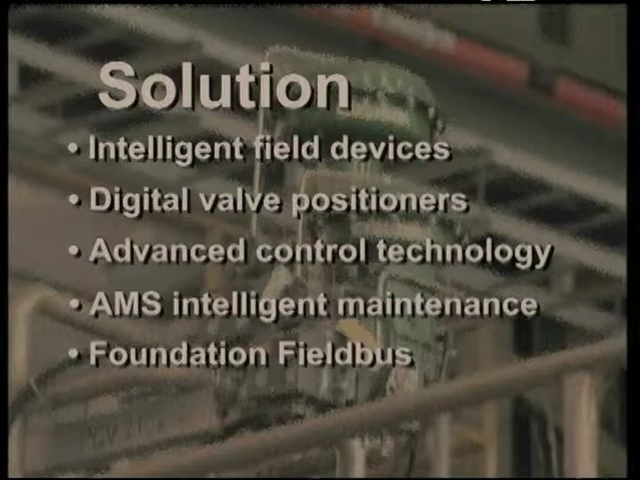 Solution
• Intelligent field devices
• Digital valve positioners
• Advanced control technology
• AMS intelligent maintenance
• Foundation Fieldbus